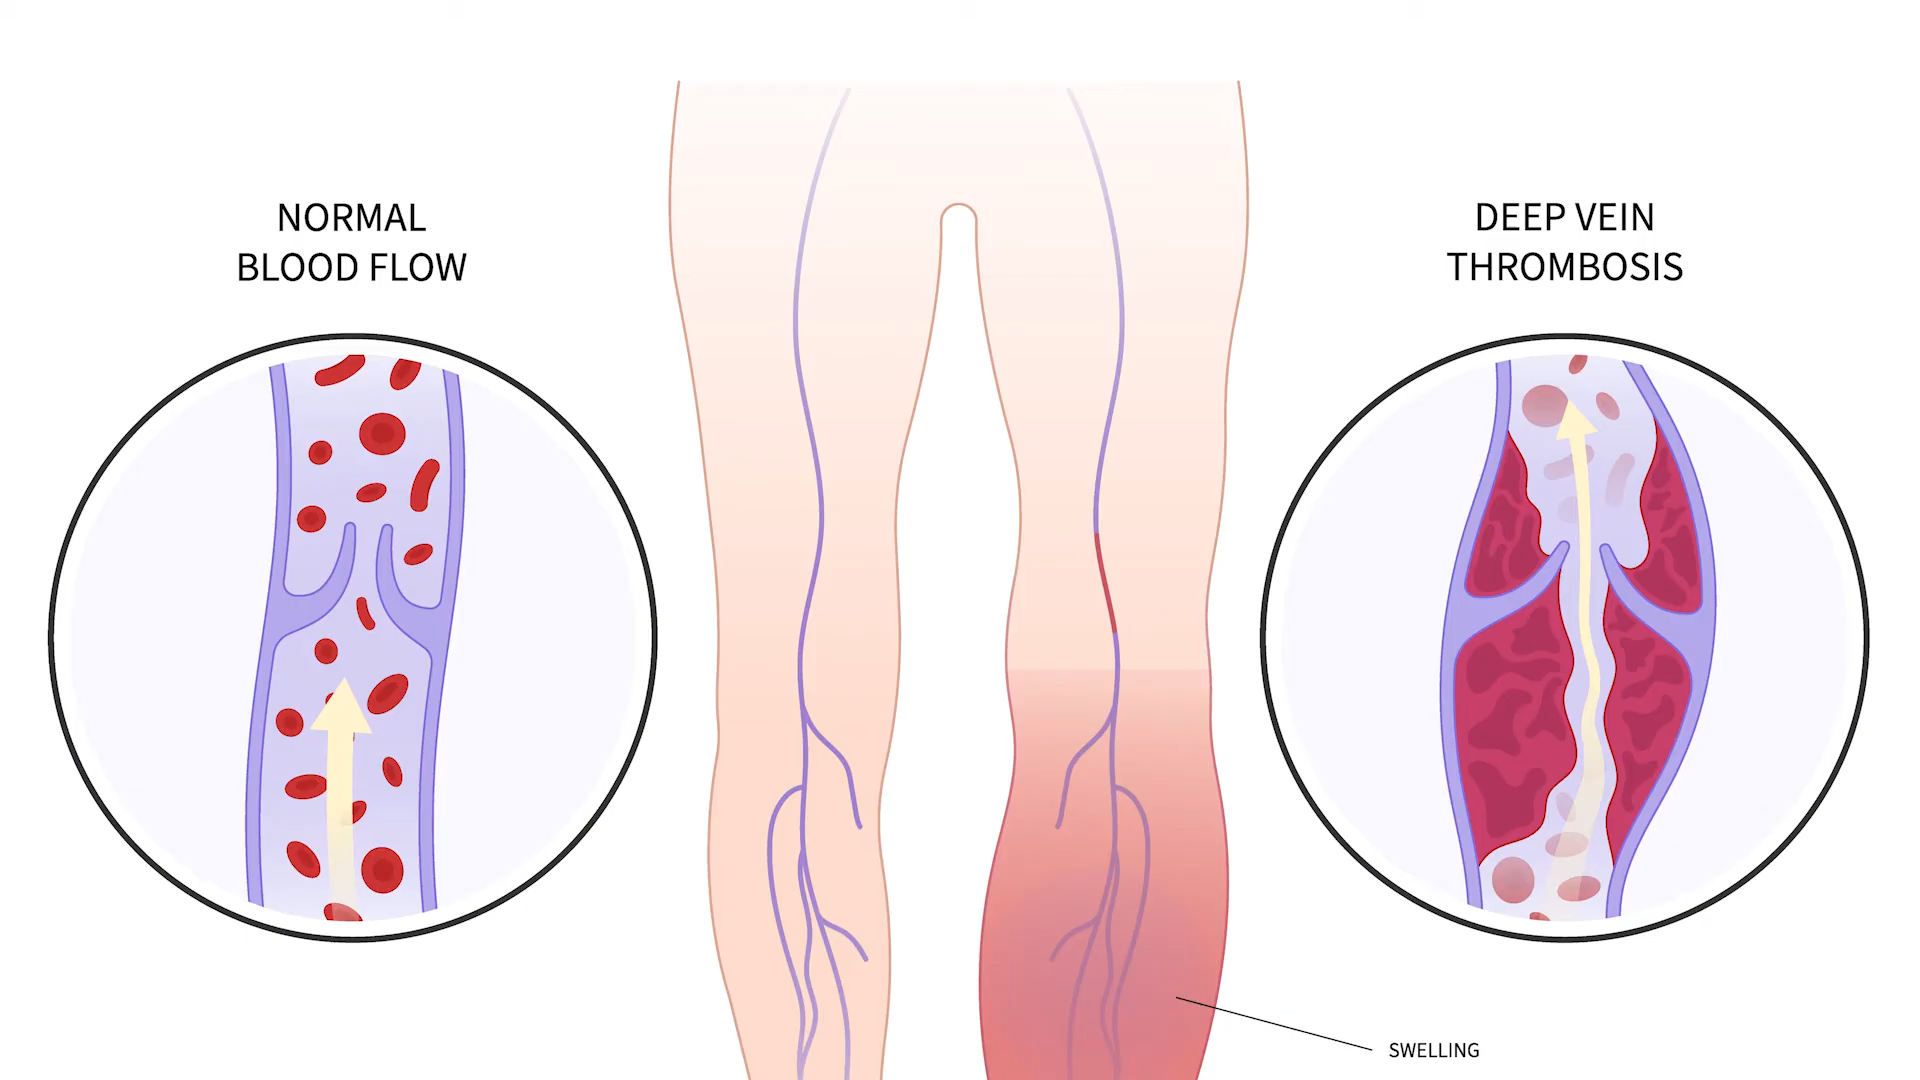 NORMAL
BLOOD FLOW
DEEP VEIN
THROMBOSIS
SWELLING